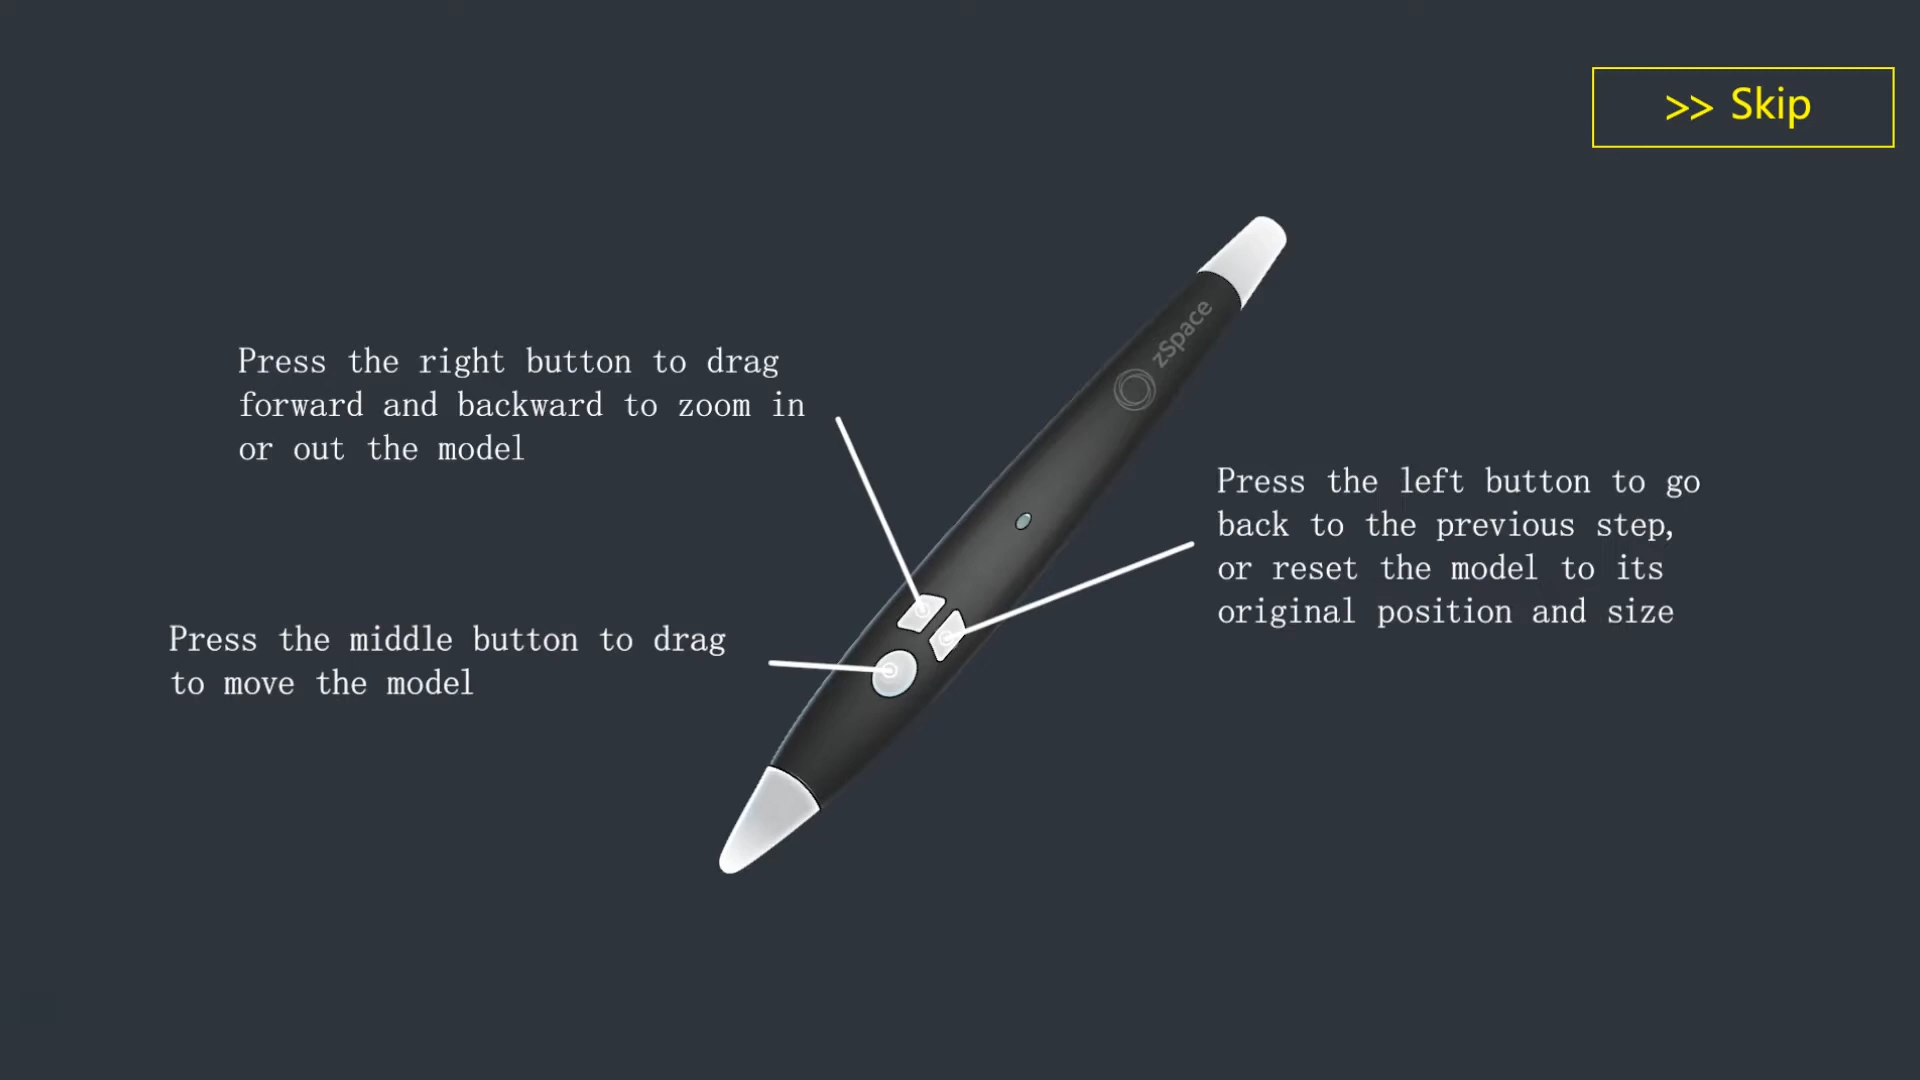 >> Skip
zSpace
Press the right button to drag
forward and backward to zoom in
or out the model
Press the left button to go
back to the previous step,
or reset the model to its
original position and size
Press the middle button to drag
to move the model